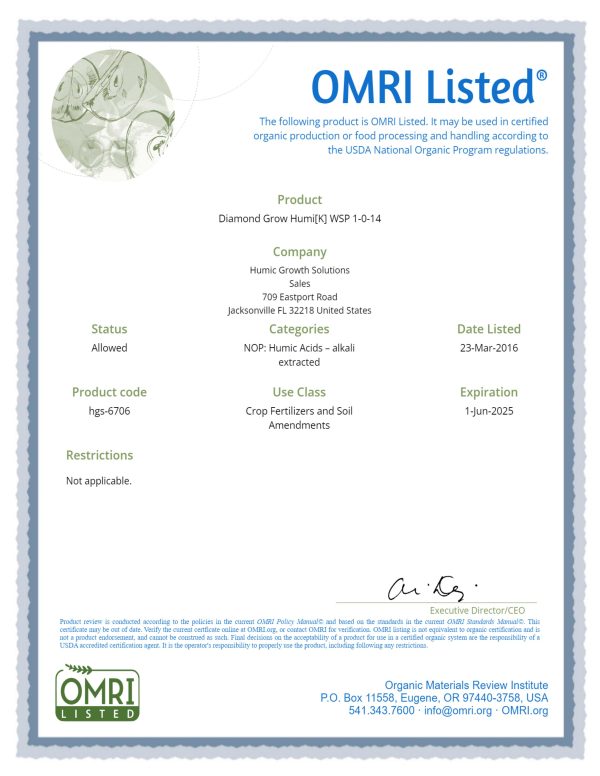 OMRI Listed®
The following product is OMRI Listed. It may be used in certified
organic production or food processing and handling according to
the USDA National Organic Program regulations.
Product
Diamond Grow Humi[K] WSP 1-0-14
Company
Humic Growth Solutions
Sales
709 Eastport Road
Jacksonville FL 32218 United States
Status
Allowed
Categories
NOP: Humic Acids – alkali
extracted
Date Listed
23-Mar-2016
Product code
hgs-6706
Use Class
Crop Fertilizers and Soil
Amendments
Expiration
1-Jun-2025
Restrictions
Not applicable.
Executive Director/CEO
Product review is conducted according to the policies in the current OMRI Policy Manual© and based on the standards in the current OMRI Standards Manual©. This
certificate may be out of date. Verify the current certficate online at OMRI.org, or contact OMRI for verification. OMRI listing is not equivalent to organic certification and is
not a product endorsement, and cannot be construed as such. Final decisions on the acceptability of a product for use in a certified organic system are the responsibility of a
USDA accredited certification agent. It is the operator's responsibility to properly use the product, including following any restrictions.
OMRI
LISTED
Organic Materials Review Institute
P.O. Box 11558, Eugene, OR 97440-3758, USA
541.343.7600 · info@omri.org · OMRI.org